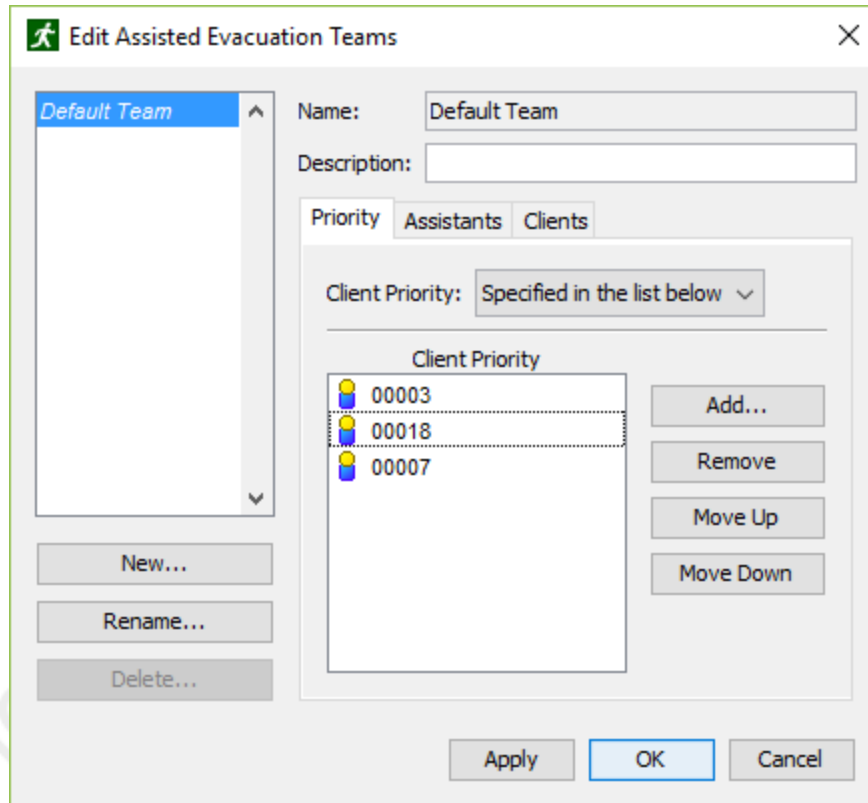 Edit Assisted Evacuation Teams
Default Team
Name: Default Team
Description:
Priority Assistants Clients
Client Priority: Specified in the list below
Client Priority
00003
00018
00007
Add...
Remove
Move Up
Move Down
New...
Rename...
Delete...
Apply OK Cancel